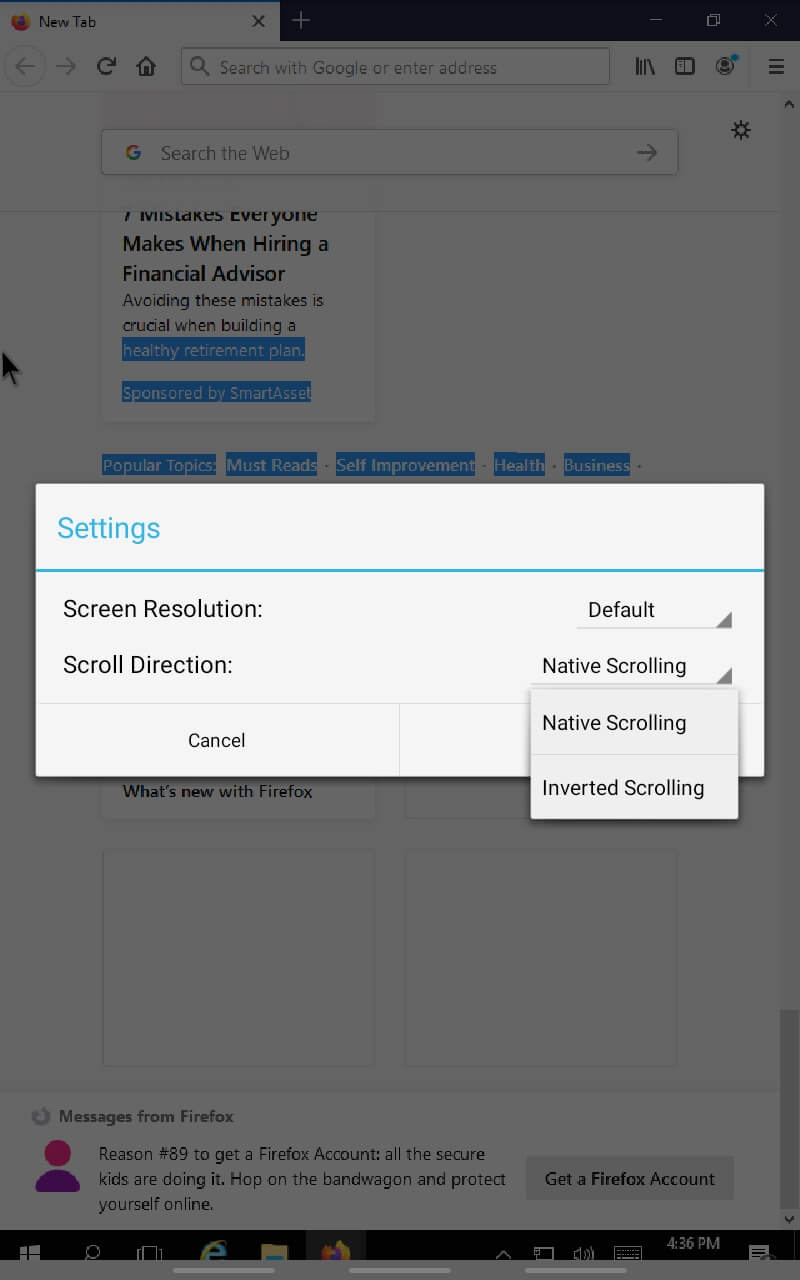 New Tab
Search with Google or enter address
Search the Web
7 Mistakes Everyone
Makes When Hiring a
Financial Advisor
Avoiding these mistakes is
crucial when building a
healthy retirement plan.
Sponsored by SmartAsset
Popular Topics: Must Reads · Self Improvement · Health · Business ·
Settings
Screen Resolution: Default
Scroll Direction: Native Scrolling
Native Scrolling
Cancel
Inverted Scrolling
What's new with Firefox
Messages from Firefox
Reason #89 to get a Firefox Account: all the secure
kids are doing it. Hop on the bandwagon and protect
yourself online.
Get a Firefox Account
4:36 PM